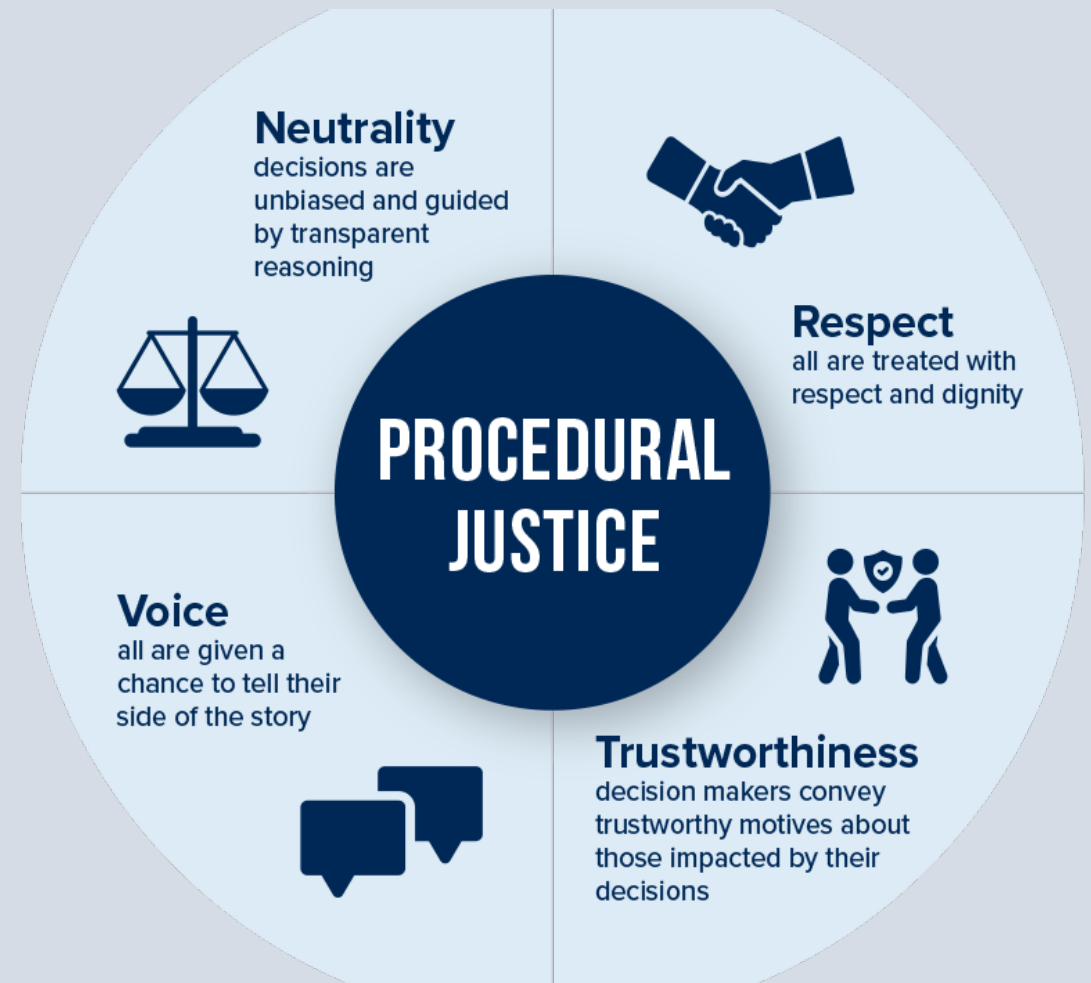 Neutrality
decisions are
unbiased and guided
by transparent
reasoning
Respect
all are treated with
respect and dignity
PROCEDURAL
JUSTICE
Voice
all are given a
chance to tell their
side of the story
Trustworthiness
decision makers convey
trustworthy motives about
those impacted by their
decisions